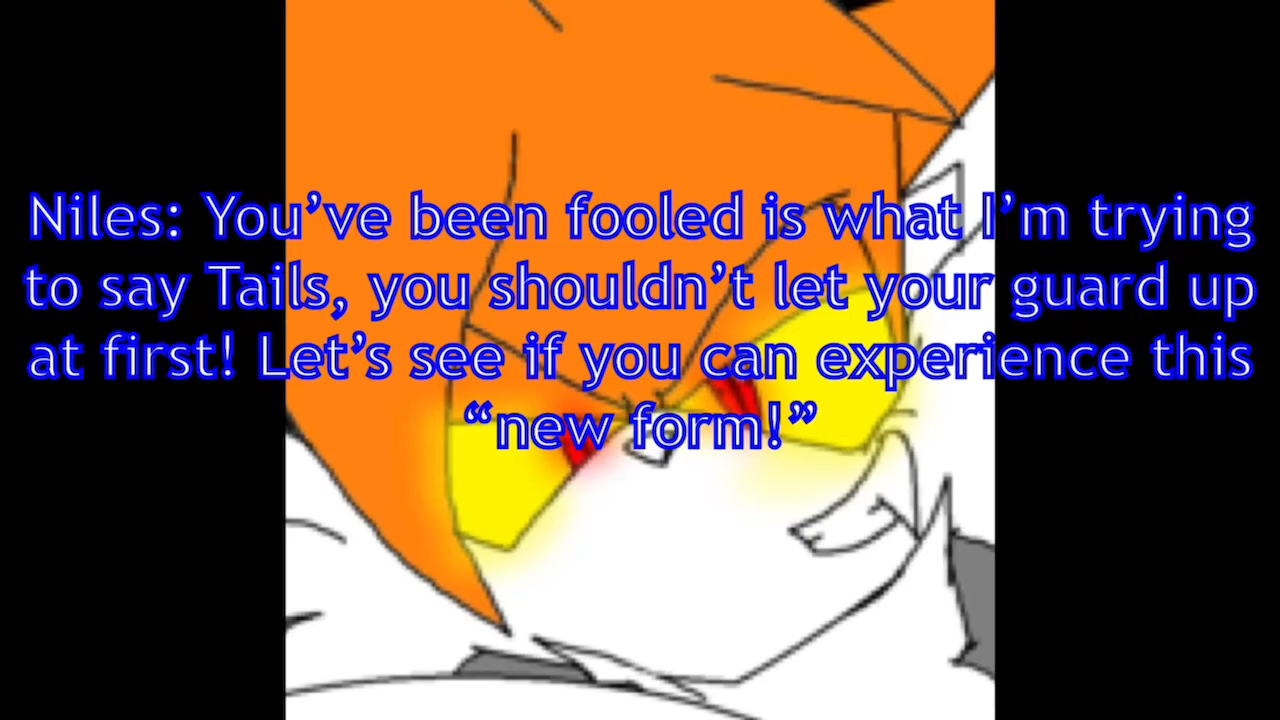 Niles: You’ve been fooled is what I’m trying
to say Tails, you shouldn’t let your guard up
at first! Let’s see if you can experience this
“new form!”